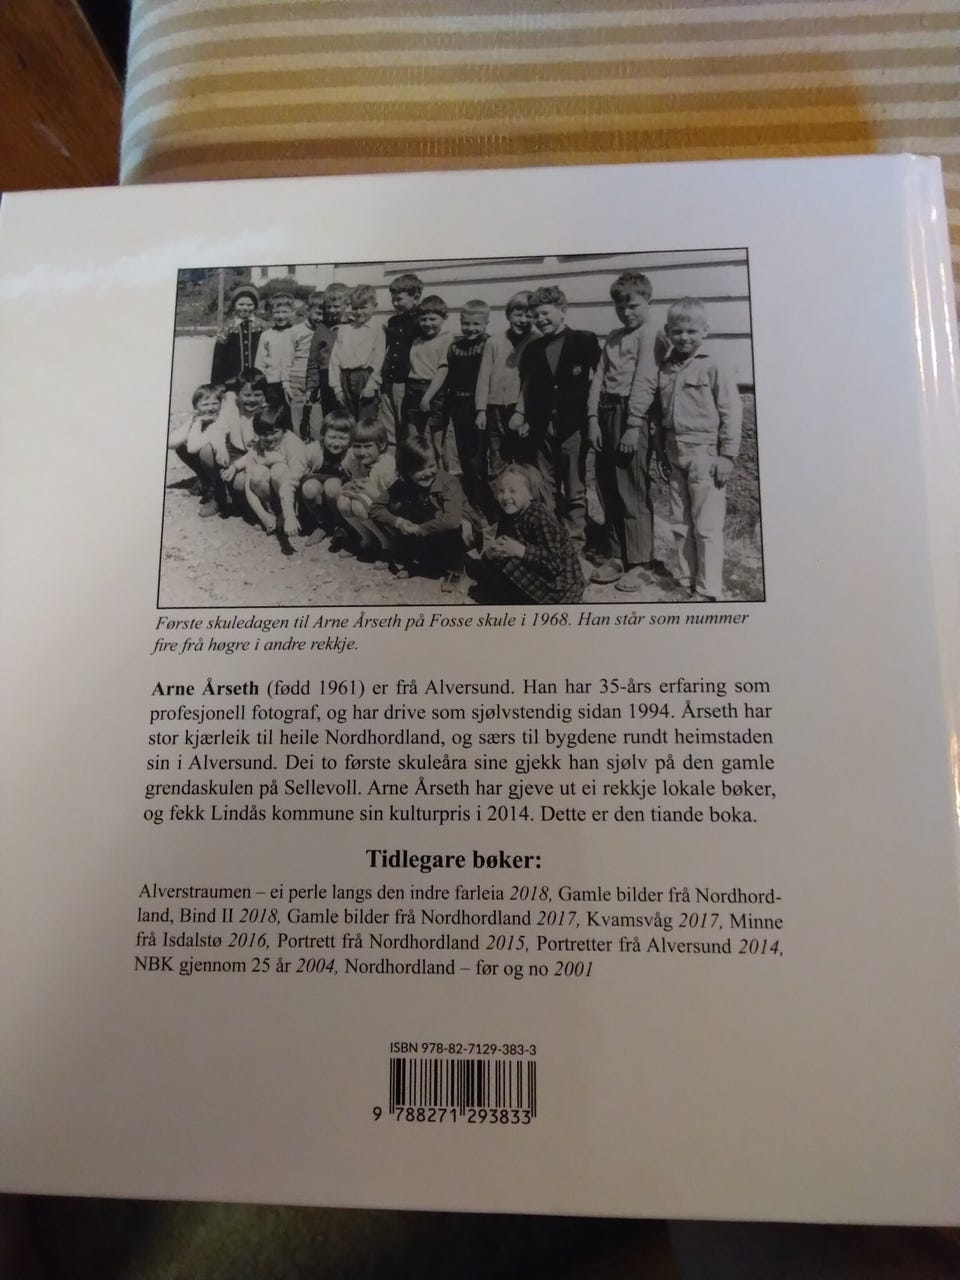 Første skuledagen til Arne Årseth på Fosse skule i 1968. Han står som nummer
fire frå høgre i andre rekkje.
Arne Årseth (fødd 1961) er frå Alversund. Han har 35-års erfaring som
profesjonell fotograf, og har drive som sjølvstendig sidan 1994. Årseth har
stor kjærleik til heile Nordhordland, og særs til bygdene rundt heimstaden
sin i Alversund. Dei to første skuleåra sine gjekk han sjølv på den gamle
grendaskulen på Sellevoll. Arne Årseth har gjeve ut ei rekkje lokale bøker,
og fekk Lindås kommune sin kulturpris i 2014. Dette er den tiande boka.
Tidlegare bøker:
Alverstraumen – ei perle langs den indre farleia 2018, Gamle bilder frå Nordhord-
land, Bind II 2018, Gamle bilder frå Nordhordland 2017, Kvamsvåg 2017, Minne
frå Isdalstø 2016, Portrett frå Nordhordland 2015, Portretter frå Alversund 2014,
NBK gjennom 25 år 2004, Nordhordland – før og no 2001
ISBN 978-82-7129-383-3
9 788271 293833